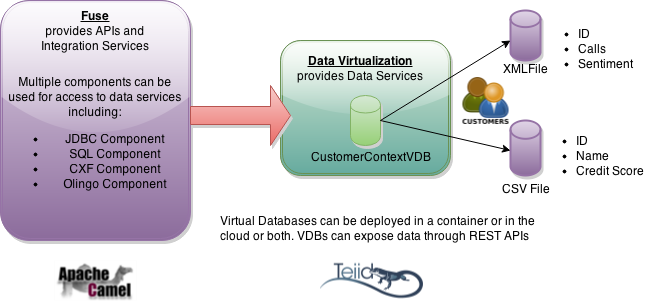 Fuse
provides APIs and
Integration Services
Multiple components can be
used for access to data services
including:
• JDBC Component
• SQL Component
• CXF Component
• Olingo Component
Data Virtualization
provides Data Services
CustomerContextVDB
XMLFile
• ID
• Calls
• Sentiment
CUSTOMERS
CSV File
• ID
• Name
• Credit Score
Virtual Databases can be deployed in a container or in the
cloud or both. VDBs can expose data through REST APIs
Apache
Camel
Teiid